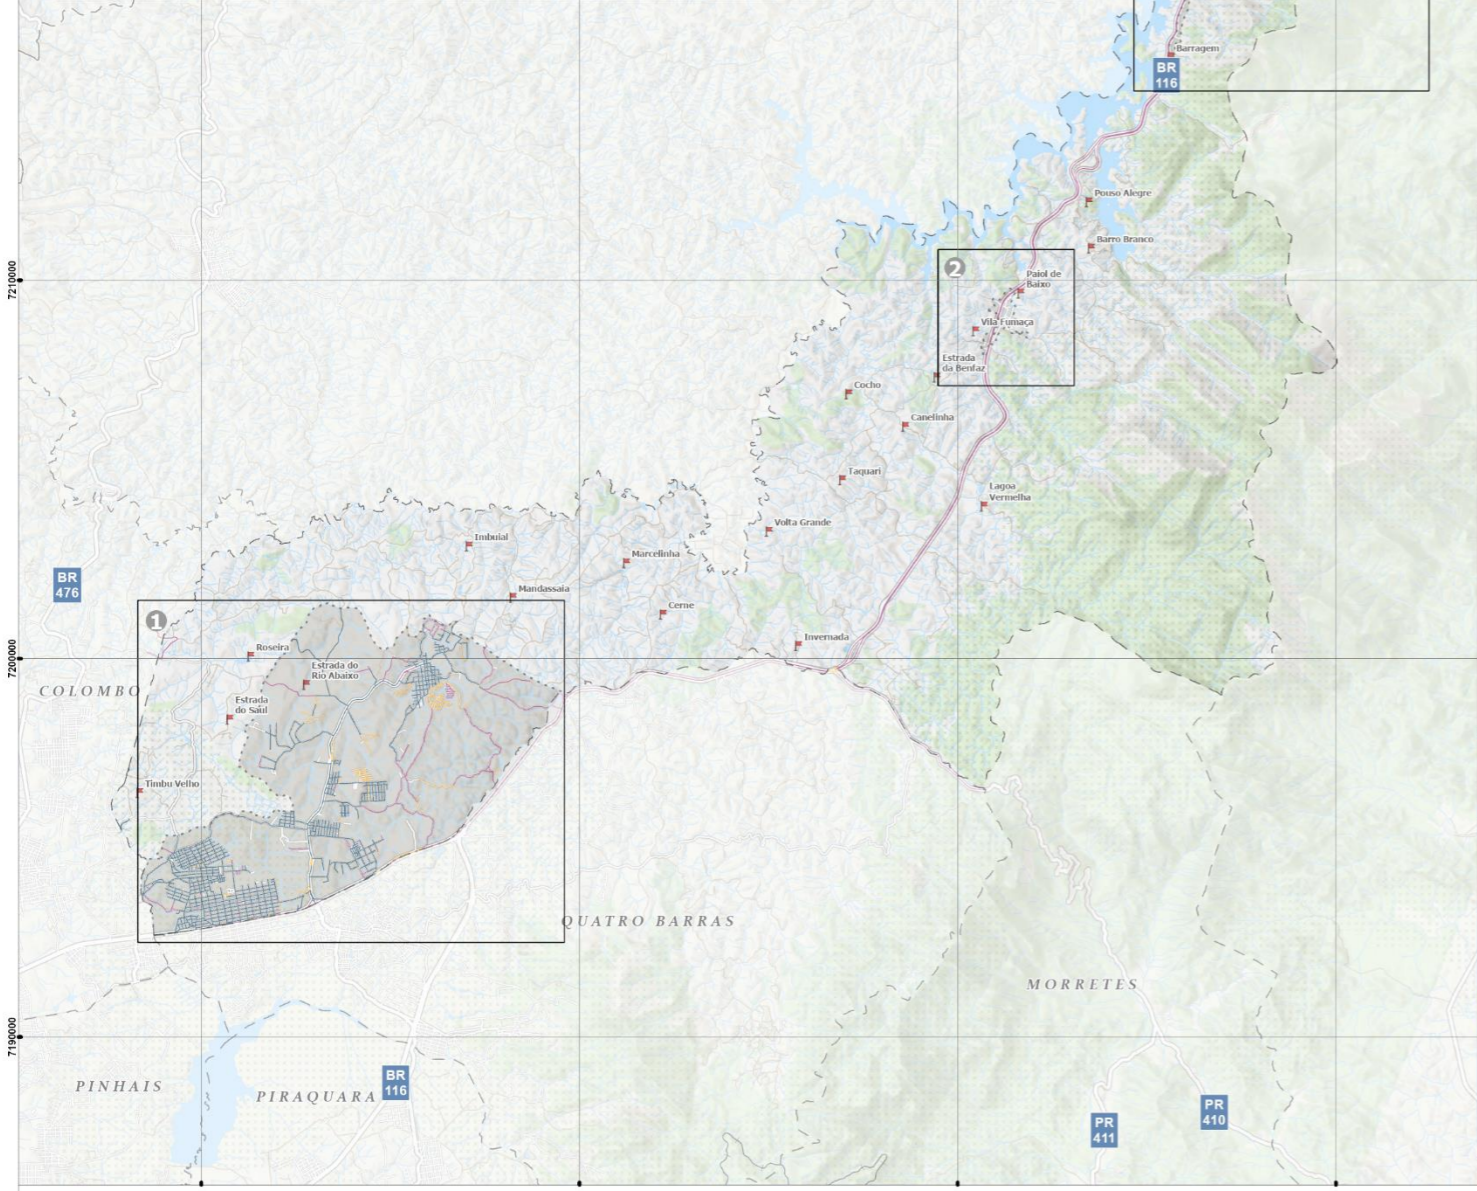 Barragem
BR
116
Pouso Alegre
Barro Branco
2
7210000
Paiol de
Baixo
Vila Fumaça
Estrada
da Benfaz
Cocho
Canelinha
Taquari
Lagoa
Vermelha
Volta Grande
Imbuial
Marcelinha
BR
476
Mandassaia
Cerne
1
Invernada
Roseira
7200000
Estrada do
Rio Abaixo
COLOMBO
Estrada
do Saul
Timbu Velho
QUATRO BARRAS
MORRETES
7190000
BR
116
PINHAIS
PIRAQUARA
PR
410
PR
411